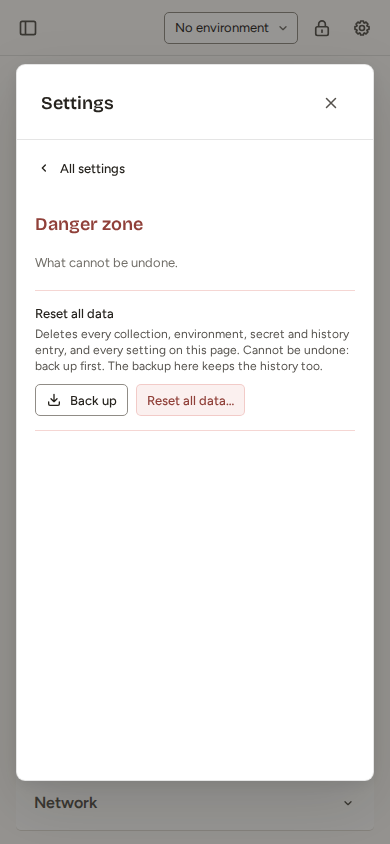 No environment
Settings
All settings
Danger zone
What cannot be undone.
Reset all data
Deletes every collection, environment, secret and history
entry, and every setting on this page. Cannot be undone:
back up first. The backup here keeps the history too.
Back up
Reset all data...
Network